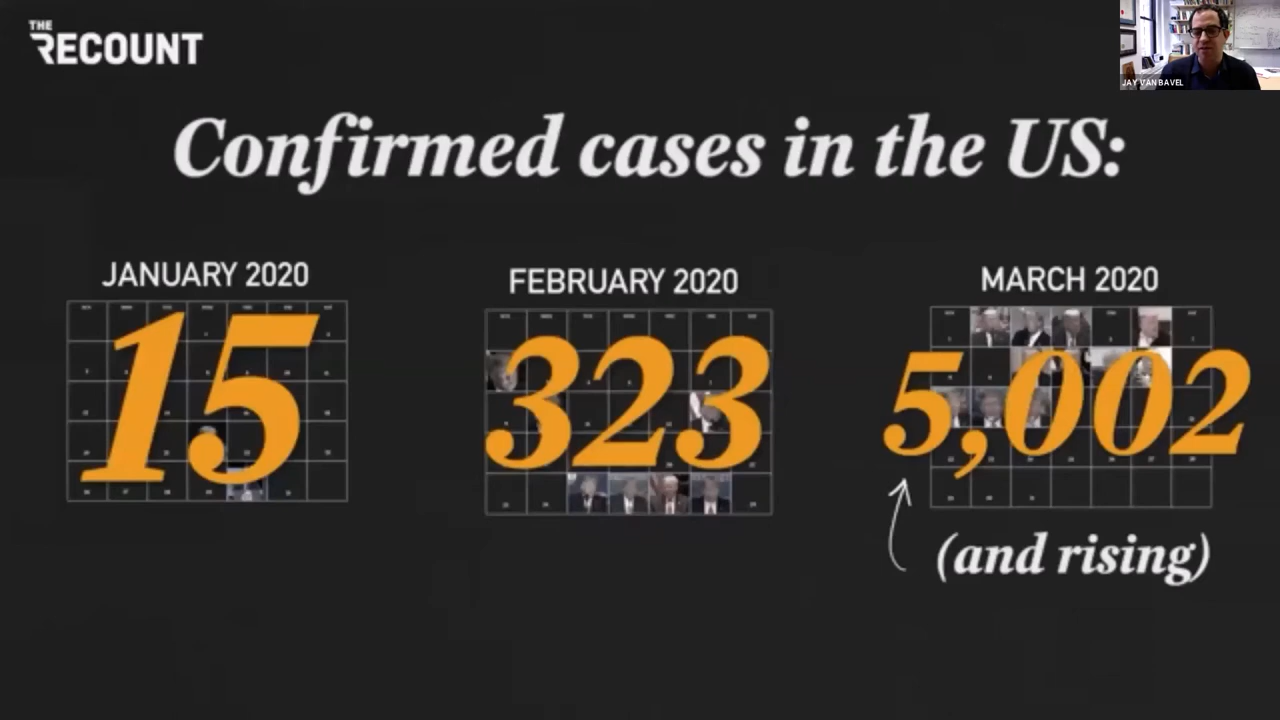 THE
RECOUNT
JAY VAN BAVEL
Confirmed cases in the US:
JANUARY 2020
15
FEBRUARY 2020
323
MARCH 2020
5,002
(and rising)